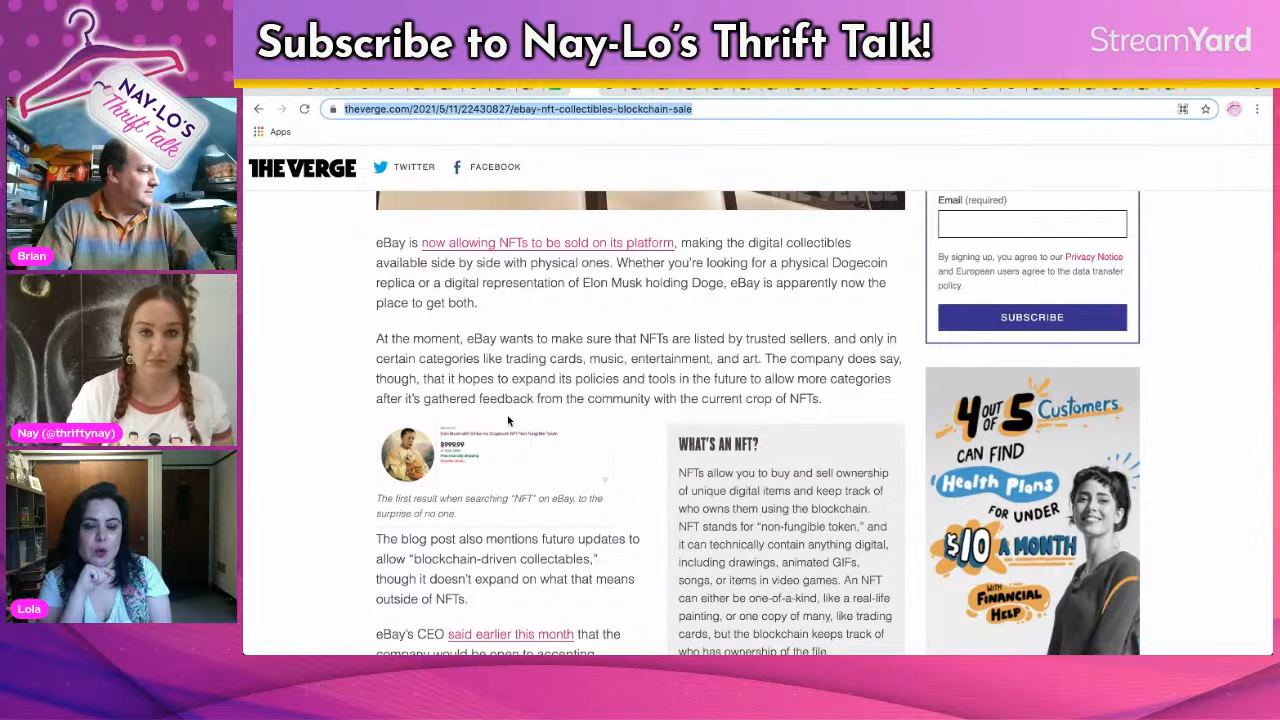 Subscribe to Nay-Lo's Thrift Talk!
StreamYard
NAY-LO'S
Thrift Talk
theverge.com/2021/5/11/22430827/ebay-nft-collectibles-blockchain-sale
Apps
THE VERGE
TWITTER
FACEBOOK
THE VERGE
eBay is now allowing NFTs to be sold on its platform, making the digital collectibles
available side by side with physical ones. Whether you're looking for a physical Dogecoin
replica or a digital representation of Elon Musk holding Doge, eBay is apparently now the
place to get both.
At the moment, eBay wants to make sure that NFTs are listed by trusted sellers, and only in
certain categories like trading cards, music, entertainment, and art. The company does say,
though, that it hopes to expand its policies and tools in the future to allow more categories
after it's gathered feedback from the community with the current crop of NFTs.
$999.99
The first result when searching "NFT" on eBay, to the
surprise of no one.
The blog post also mentions future updates to
allow "blockchain-driven collectables,"
though it doesn't expand on what that means
outside of NFTs.
eBay's CEO said earlier this month that the
company would be open to accepting
WHAT'S AN NFT?
NFTs allow you to buy and sell ownership
of unique digital items and keep track of
who owns them using the blockchain.
NFT stands for "non-fungible token," and
it can technically contain anything digital,
including drawings, animated GIFs,
songs, or items in video games. An NFT
can either be one-of-a-kind, like a real-life
painting, or one copy of many, like trading
cards, but the blockchain keeps track of
who has ownership of the file.
Email (required)
By signing up, you agree to our Privacy Notice
and European users agree to the data transfer
policy.
SUBSCRIBE
4 OUT OF 5 Customers
CAN FIND
Health Plans
FOR UNDER
$10 A MONTH
WITH FINANCIAL HELP
Brian
Nay (@thriftynay)
Lola